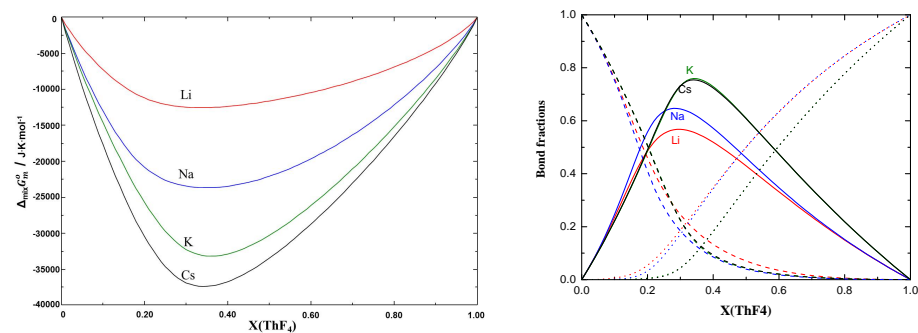 0
-5000
-10000
-15000
-20000
-25000
-30000
-35000
-40000
Δmix G°m / J·K·mol-1
Li
Na
K
Cs
0
0.20
0.40
0.60
0.80
1.00
X(ThF4)
1.0
0.8
0.6
0.4
0.2
0.0
Bond fractions
K
Cs
Na
Li
0.0
0.2
0.4
0.6
0.8
1.0
X(ThF4)